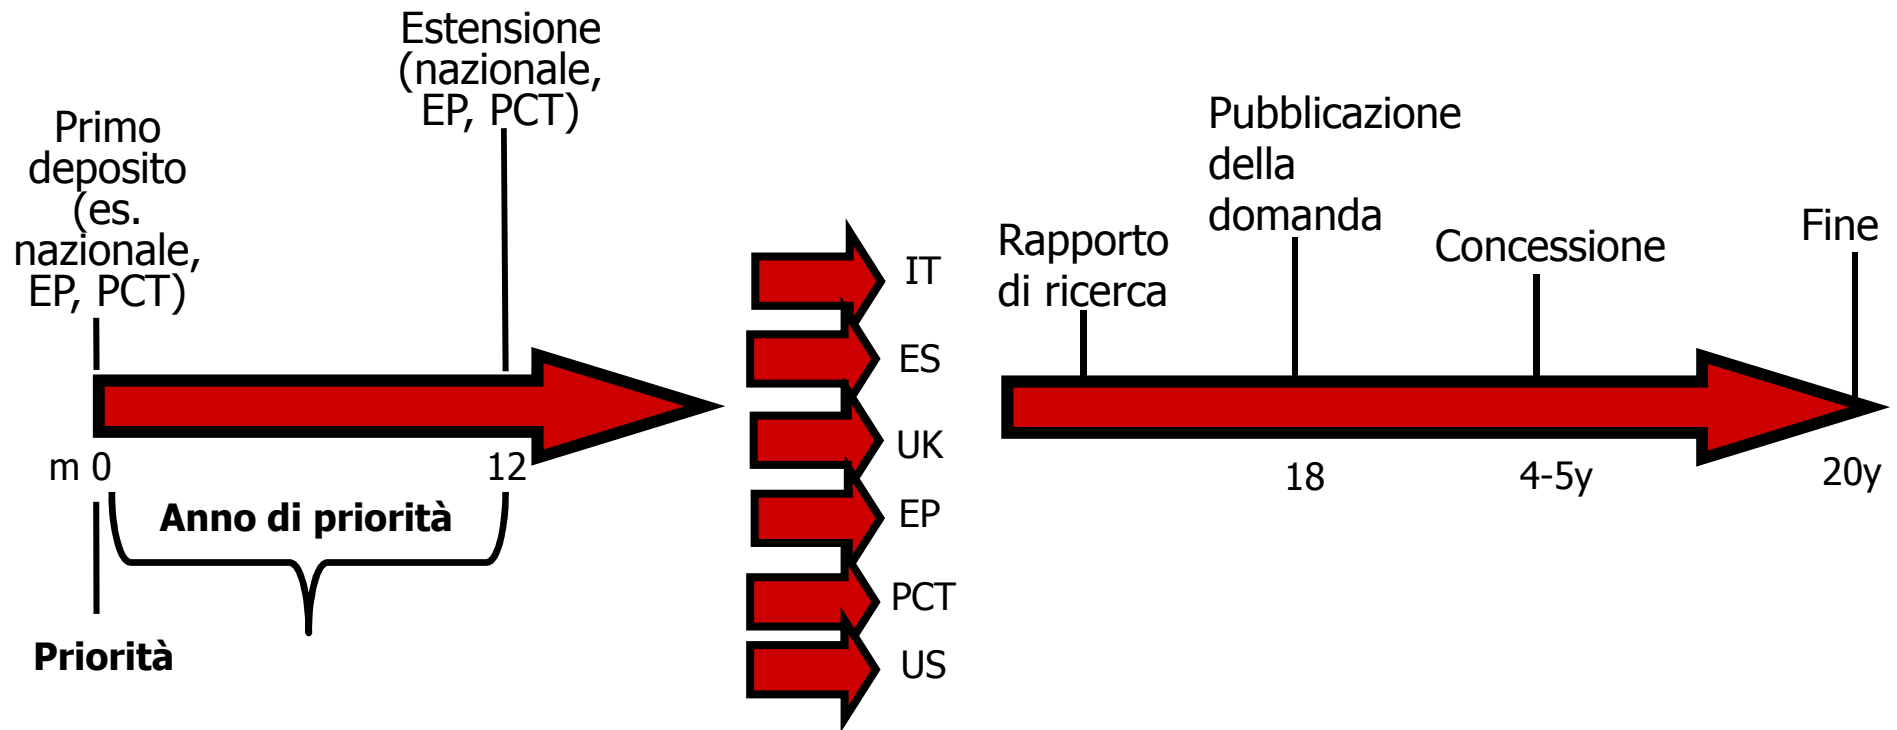 Primo
deposito
(es.
nazionale,
EP, PCT)
Estensione
(nazionale,
EP, PCT)
m 0
12
Anno di priorità
Priorità
IT
ES
UK
EP
PCT
US
Rapporto
di ricerca
Pubblicazione
della
domanda
Concessione
Fine
18
4-5y
20y